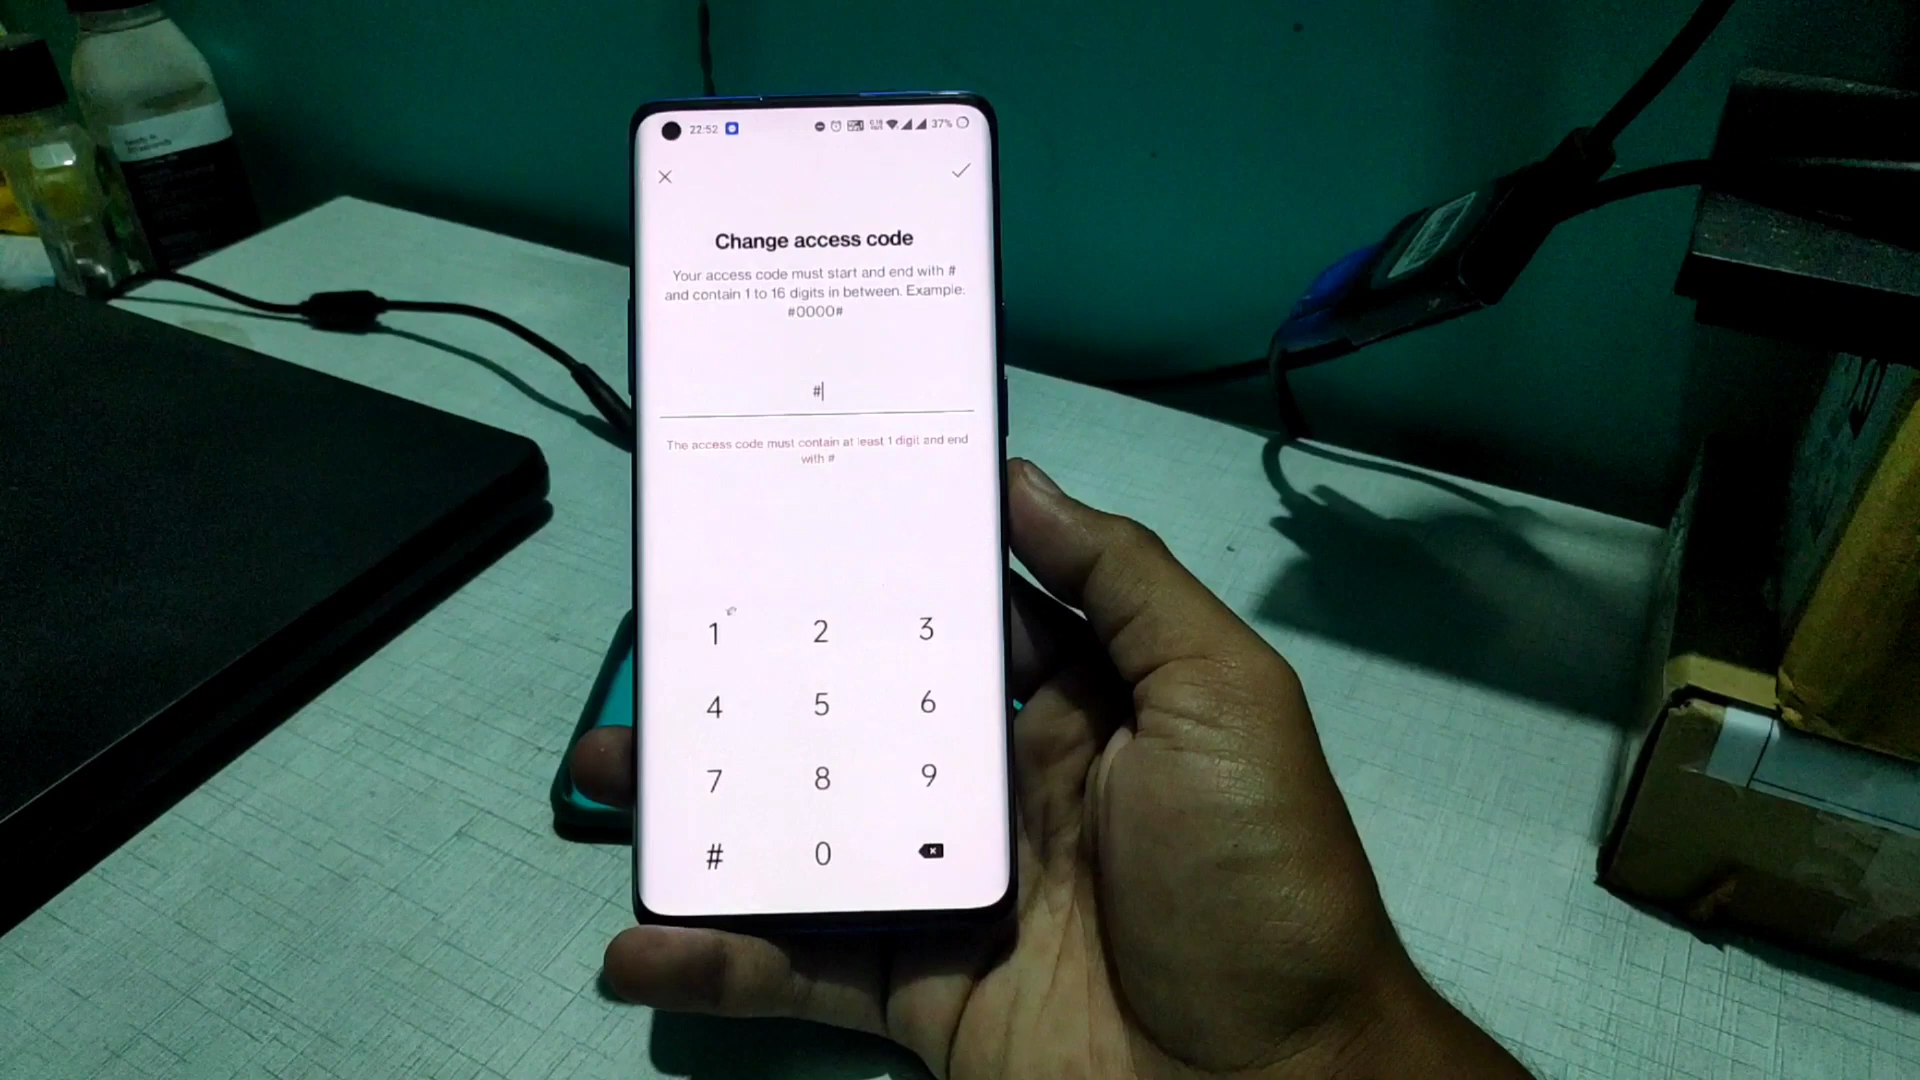 22:52 37%
Change access code
Your access code must start and end with #
and contain 1 to 16 digits in between. Example:
#0000#
#
The access code must contain at least 1 digit and end
with #
1 2 3
4 5 6
7 8 9
# 0